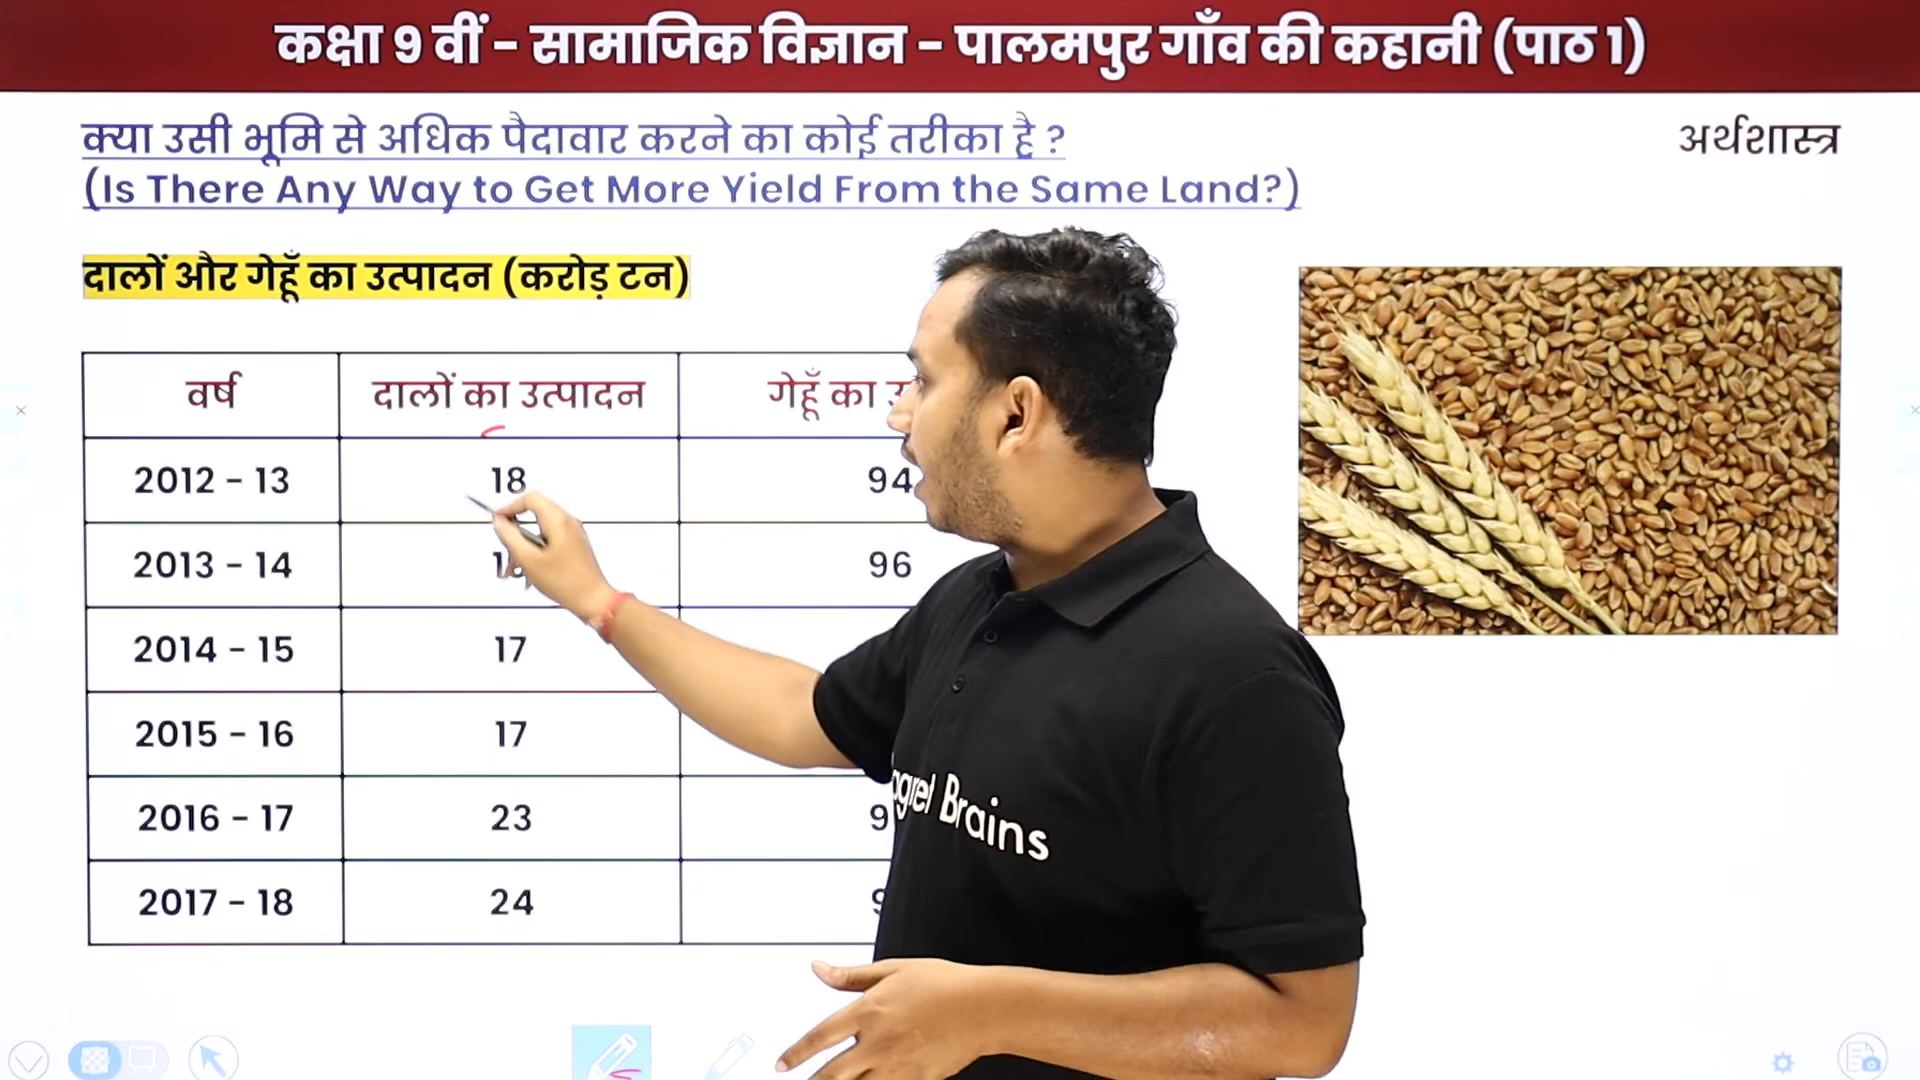 कक्षा 9 वीं - सामाजिक विज्ञान - पालमपुर गाँव की कहानी (पाठ 1)
क्या उसी भूमि से अधिक पैदावार करने का कोई तरीका है ?
अर्थशास्त्र
(Is There Any Way to Get More Yield From the Same Land?)
दालों और गेहूँ का उत्पादन (करोड़ टन)
वर्ष दालों का उत्पादन गेहूँ का
2012 - 13 18 94
2013 - 14 96
2014 - 15 17
2015 - 16 17
2016 - 17 23
2017 - 18 24
Brains